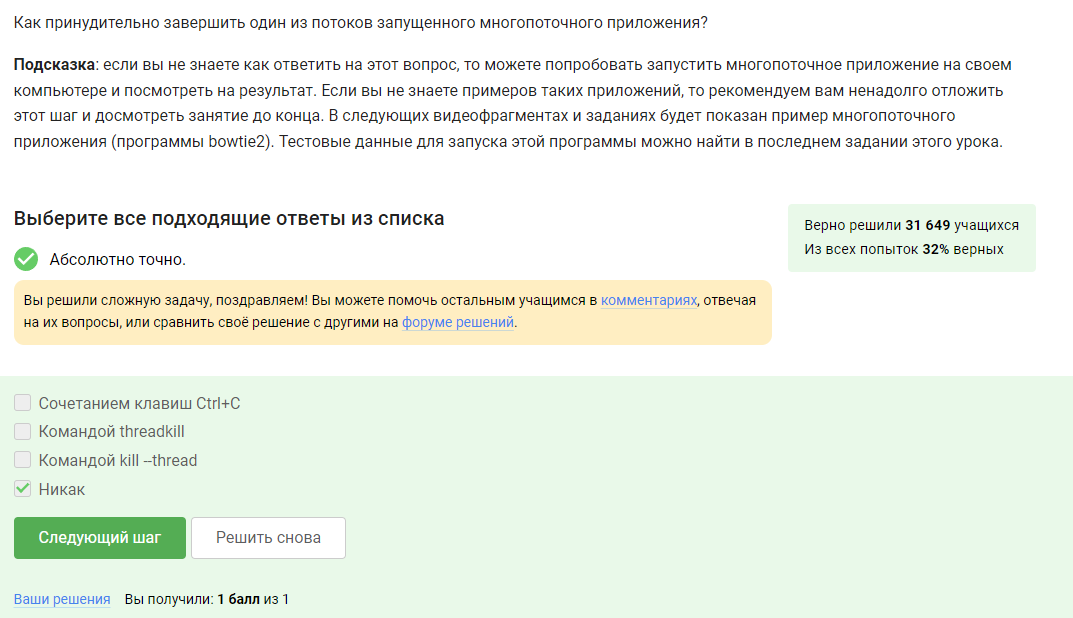 Как принудительно завершить один из потоков запущенного многопоточного приложения?
Подсказка: если вы не знаете как ответить на этот вопрос, то можете попробовать запустить многопоточное приложение на своем
компьютере и посмотреть на результат. Если вы не знаете примеров таких приложений, то рекомендуем вам ненадолго отложить
этот шаг и досмотреть занятие до конца. В следующих видеофрагментах и заданиях будет показан пример многопоточного
приложения (программы bowtie2). Тестовые данные для запуска этой программы можно найти в последнем задании этого урока.
Выберите все подходящие ответы из списка
Верно решили 31 649 учащихся
Из всех попыток 32% верных
Абсолютно точно.
Вы решили сложную задачу, поздравляем! Вы можете помочь остальным учащимся в комментариях, отвечая
на их вопросы, или сравнить своё решение с другими на форуме решений.
Сочетанием клавиш Ctrl+C
Командой threadkill
Командой kill --thread
Никак
Следующий шаг
Решить снова
Ваши решения Вы получили: 1 балл из 1